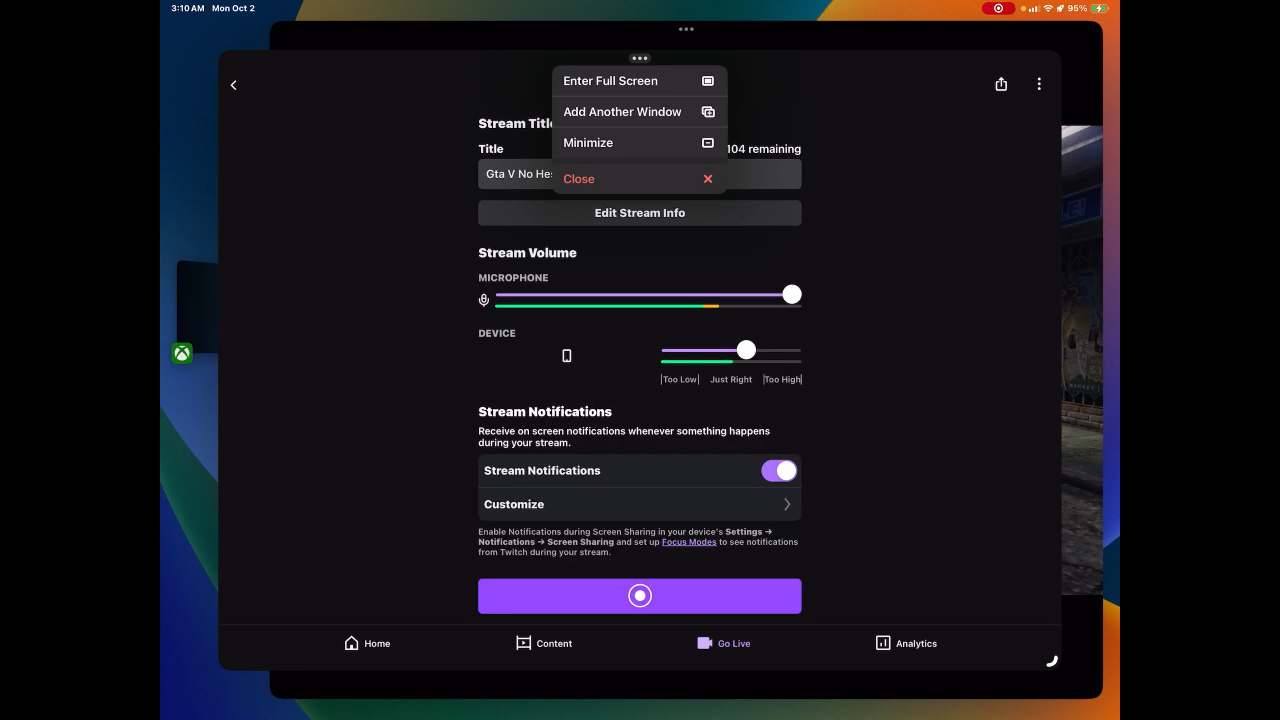 3:10 AM Mon Oct 2
95%
Enter Full Screen
Add Another Window
Minimize
Close
Stream Title
Title
104 remaining
Gta V No Hes
Edit Stream Info
Stream Volume
MICROPHONE
DEVICE
Too Low
Just Right
Too High
Stream Notifications
Receive on screen notifications whenever something happens
during your stream.
Stream Notifications
Customize
Enable Notifications during Screen Sharing in your device's Settings →
Notifications → Screen Sharing and set up Focus Modes to see notifications
from Twitch during your stream.
Home
Content
Go Live
Analytics